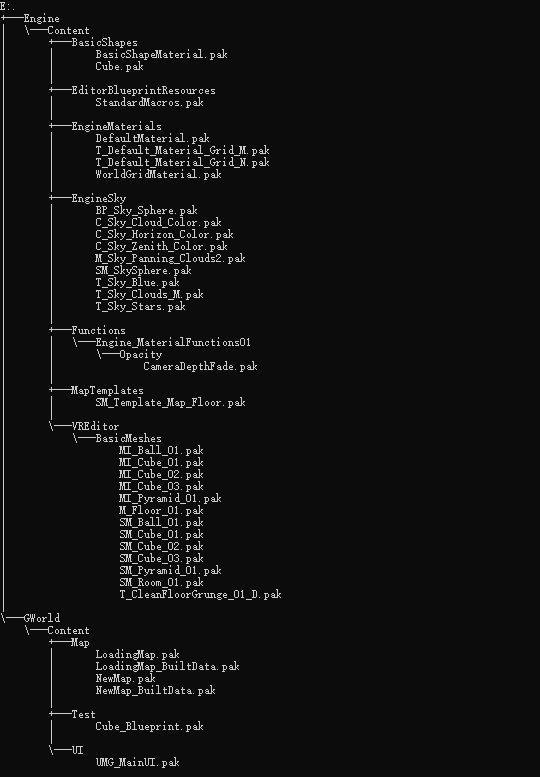 E:.
+───Engine
│   \───Content
│       +───BasicShapes
│       │       BasicShapeMaterial.pak
│       │       Cube.pak
│       │
│       +───EditorBlueprintResources
│       │       StandardMacros.pak
│       │
│       +───EngineMaterials
│       │       DefaultMaterial.pak
│       │       T_Default_Material_Grid_M.pak
│       │       T_Default_Material_Grid_N.pak
│       │       WorldGridMaterial.pak
│       │
│       +───EngineSky
│       │       BP_Sky_Sphere.pak
│       │       C_Sky_Cloud_Color.pak
│       │       C_Sky_Horizon_Color.pak
│       │       C_Sky_Zenith_Color.pak
│       │       M_Sky_Panning_Clouds2.pak
│       │       SM_SkySphere.pak
│       │       T_Sky_Blue.pak
│       │       T_Sky_Clouds_M.pak
│       │       T_Sky_Stars.pak
│       │
│       +───Functions
│       │   \───Engine_MaterialFunctions01
│       │       \───Opacity
│       │               CameraDepthFade.pak
│       │
│       +───MapTemplates
│       │       SM_Template_Map_Floor.pak
│       │
│       \───VREditor
│           \───BasicMeshes
│                   MI_Ball_01.pak
│                   MI_Cube_01.pak
│                   MI_Cube_02.pak
│                   MI_Cube_03.pak
│                   MI_Pyramid_01.pak
│                   M_Floor_01.pak
│                   SM_Ball_01.pak
│                   SM_Cube_01.pak
│                   SM_Cube_02.pak
│                   SM_Cube_03.pak
│                   SM_Pyramid_01.pak
│                   SM_Room_01.pak
│                   T_CleanFloorGrunge_01_D.pak
│
\───GWorld
    \───Content
        +───Map
        │       LoadingMap.pak
        │       LoadingMap_BuiltData.pak
        │       NewMap.pak
        │       NewMap_BuiltData.pak
        │
        +───Test
        │       Cube_Blueprint.pak
        │
        \───UI
                UMG_MainUI.pak